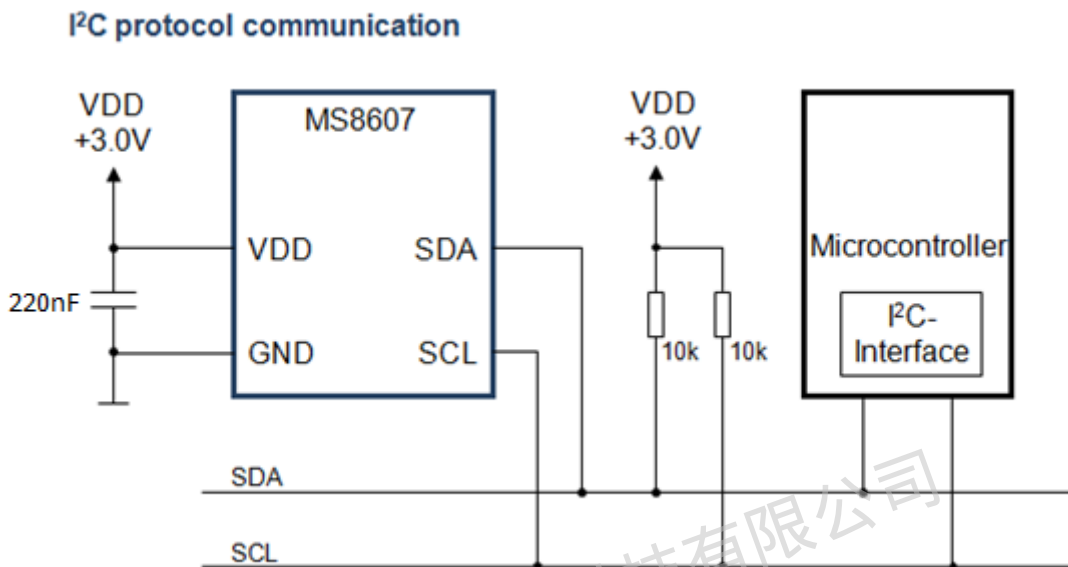 I²C protocol communication
VDD
+3.0V
MS8607
VDD
+3.0V
VDD
SDA
Microcontroller
220nF
I²C-
Interface
GND
SCL
10k
10k
SDA
SCL
技有限公司